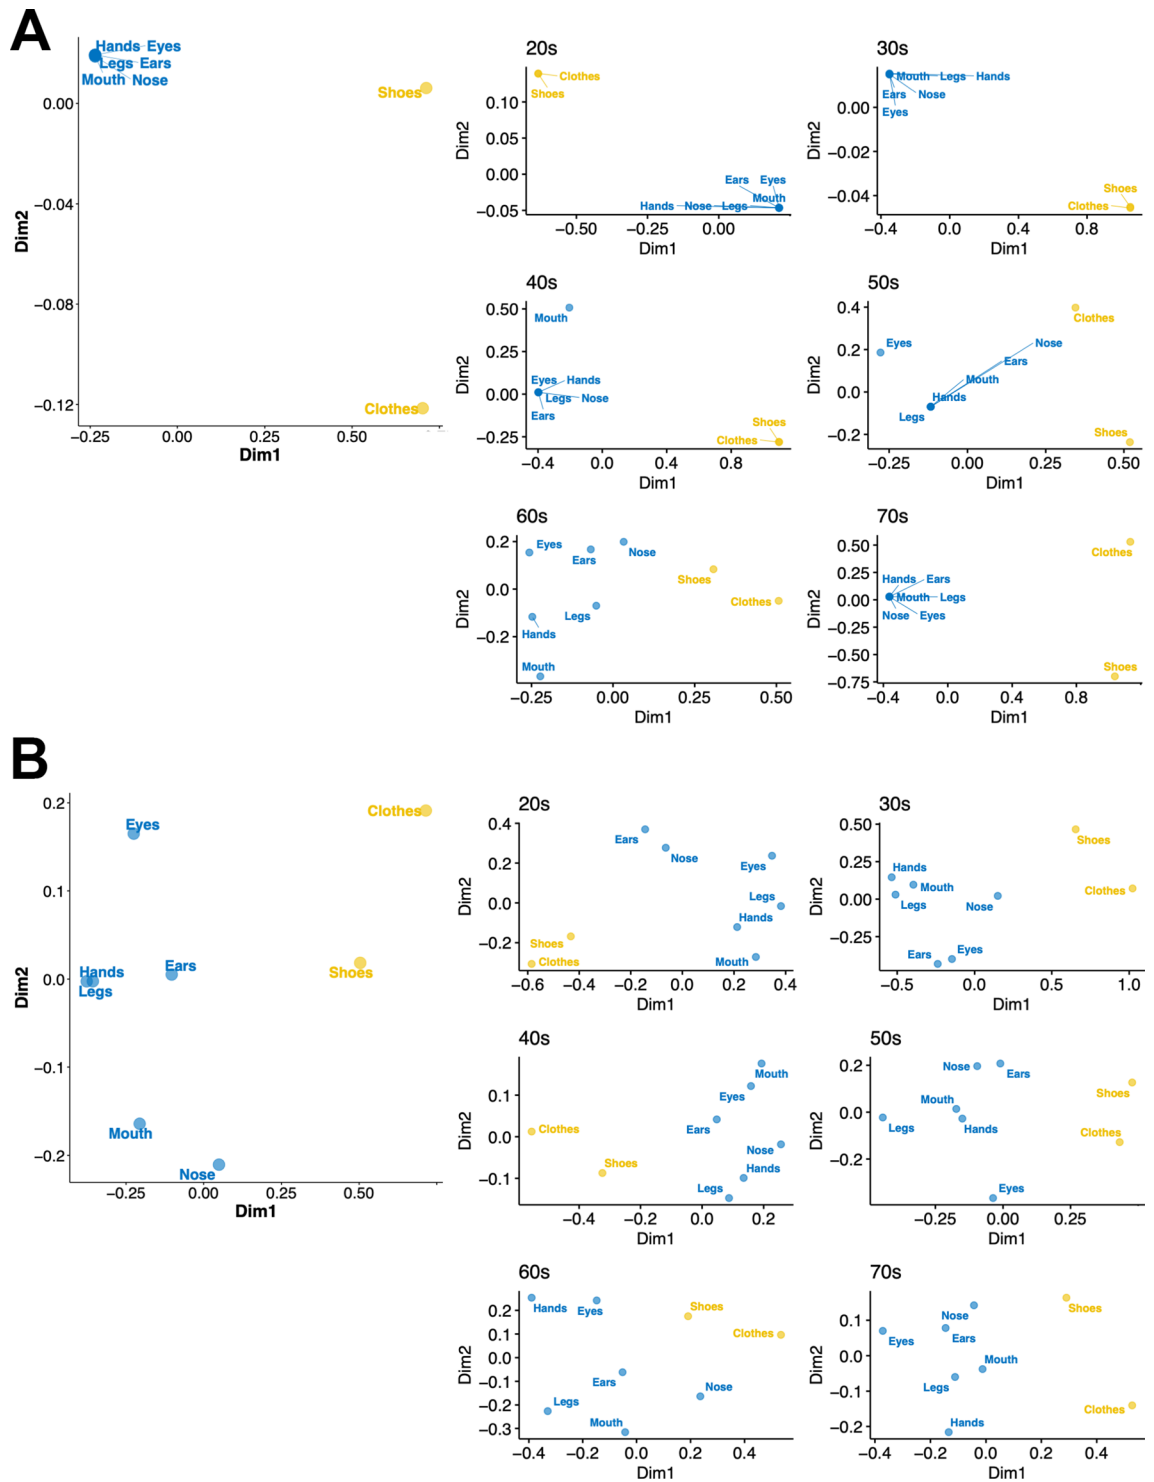 A
Hands Eyes
Legs Ears
Mouth Nose
Shoes
Clothes
0.00
−0.04
−0.08
−0.12
Dim2
−0.25 0.00 0.25 0.50
Dim1
20s
Clothes
Shoes
Ears Eyes
Mouth
Hands Nose Legs
0.10
0.05
0.00
−0.05
Dim2
−0.50 −0.25 0.00
Dim1
30s
Mouth Legs Hands
Ears Nose
Eyes
Shoes
Clothes
0.00
−0.02
−0.04
Dim2
−0.4 0.0 0.4 0.8
Dim1
40s
Mouth
Eyes Hands
Legs Nose
Ears
Shoes
Clothes
0.50
0.25
0.00
−0.25
Dim2
−0.4 0.0 0.4 0.8
Dim1
50s
Clothes
Eyes
Nose
Ears
Mouth
Hands
Legs
Shoes
0.4
0.2
0.0
−0.2
Dim2
−0.25 0.00 0.25 0.50
Dim1
60s
Eyes
Ears
Nose
Shoes
Clothes
Legs
Hands
Mouth
0.2
0.0
−0.2
Dim2
−0.25 0.00 0.25 0.50
Dim1
70s
Clothes
Hands Ears
Mouth Legs
Nose Eyes
Shoes
0.50
0.25
0.00
−0.25
−0.50
−0.75
Dim2
−0.4 0.0 0.4 0.8
Dim1
B
Clothes
Eyes
Hands
Legs
Ears
Shoes
Mouth
Nose
0.2
0.1
0.0
−0.1
−0.2
Dim2
−0.25 0.00 0.25 0.50
Dim1
20s
Ears
Nose
Eyes
Legs
Hands
Shoes
Clothes
Mouth
0.4
0.2
0.0
−0.2
Dim2
−0.6 −0.4 −0.2 0.0 0.2 0.4
Dim1
30s
Shoes
Hands
Mouth
Legs
Nose
Clothes
Ears
Eyes
0.50
0.25
0.00
−0.25
Dim2
−0.5 0.0 0.5 1.0
Dim1
40s
Mouth
Eyes
Ears
Clothes
Nose
Shoes
Hands
Legs
0.1
0.0
−0.1
Dim2
−0.4 −0.2 0.0 0.2
Dim1
50s
Nose
Ears
Shoes
Mouth
Legs
Hands
Clothes
Eyes
0.2
0.0
−0.2
Dim2
−0.25 0.00 0.25
Dim1
60s
Hands
Eyes
Shoes
Clothes
Ears
Nose
Legs
Mouth
0.2
0.1
0.0
−0.1
−0.2
−0.3
Dim2
−0.4 −0.2 0.0 0.2 0.4
Dim1
70s
Nose
Shoes
Eyes
Ears
Mouth
Legs
Clothes
Hands
0.1
0.0
−0.1
−0.2
Dim2
−0.4 −0.2 0.0 0.2 0.4
Dim1